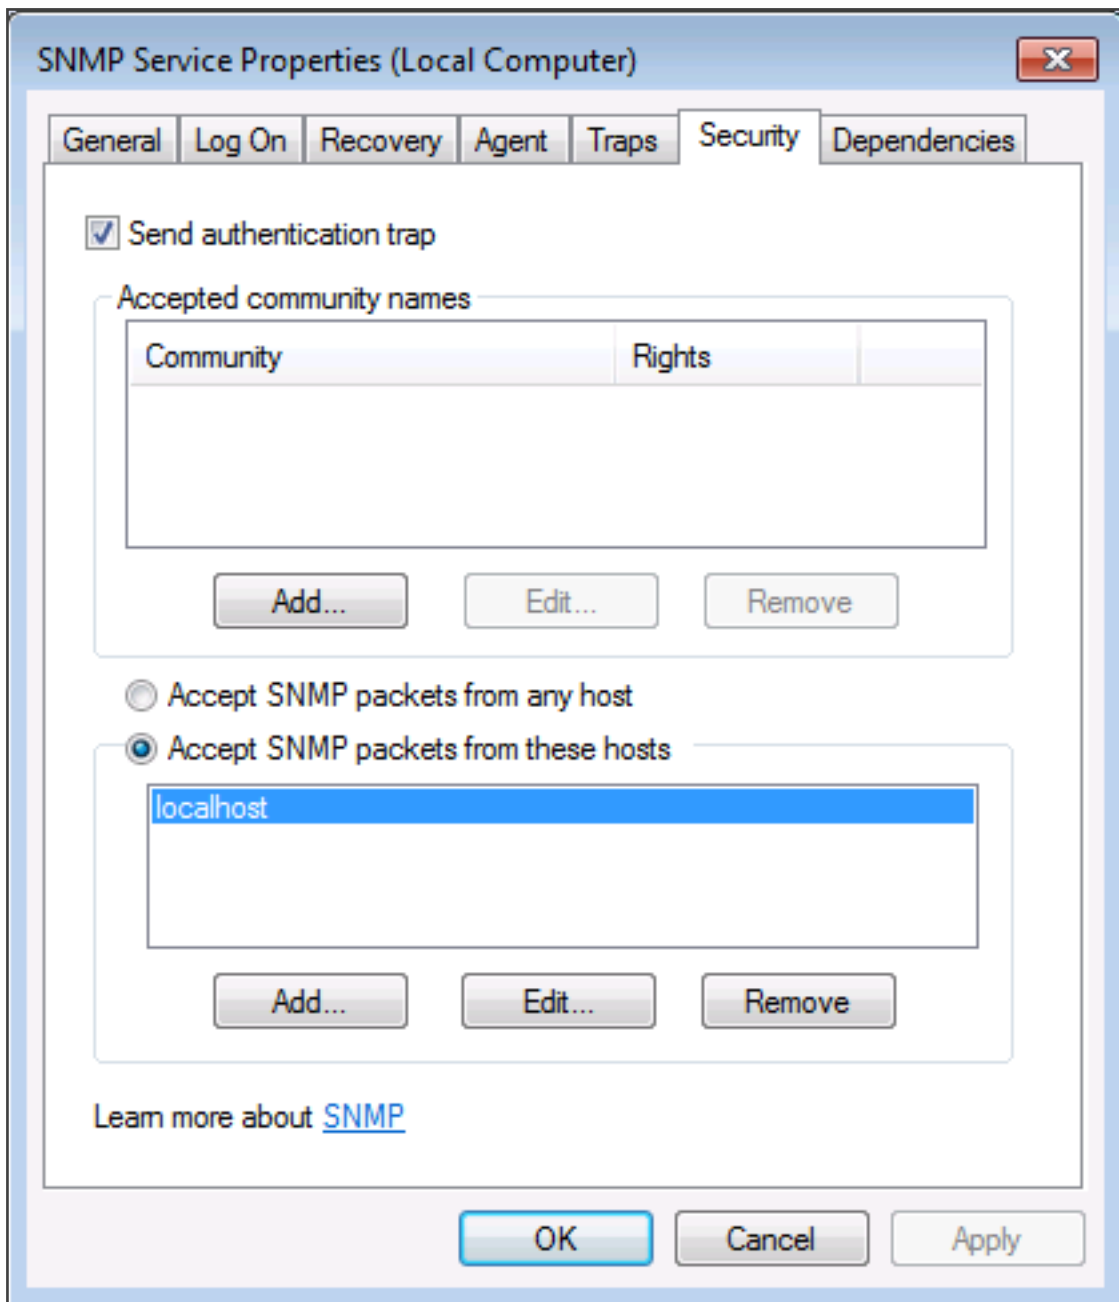 SNMP Service Properties (Local Computer)
General Log On Recovery Agent Traps Security Dependencies
Send authentication trap
Accepted community names
Community Rights
Add... Edit... Remove
Accept SNMP packets from any host
Accept SNMP packets from these hosts
localhost
Add... Edit... Remove
Learn more about SNMP
OK Cancel Apply